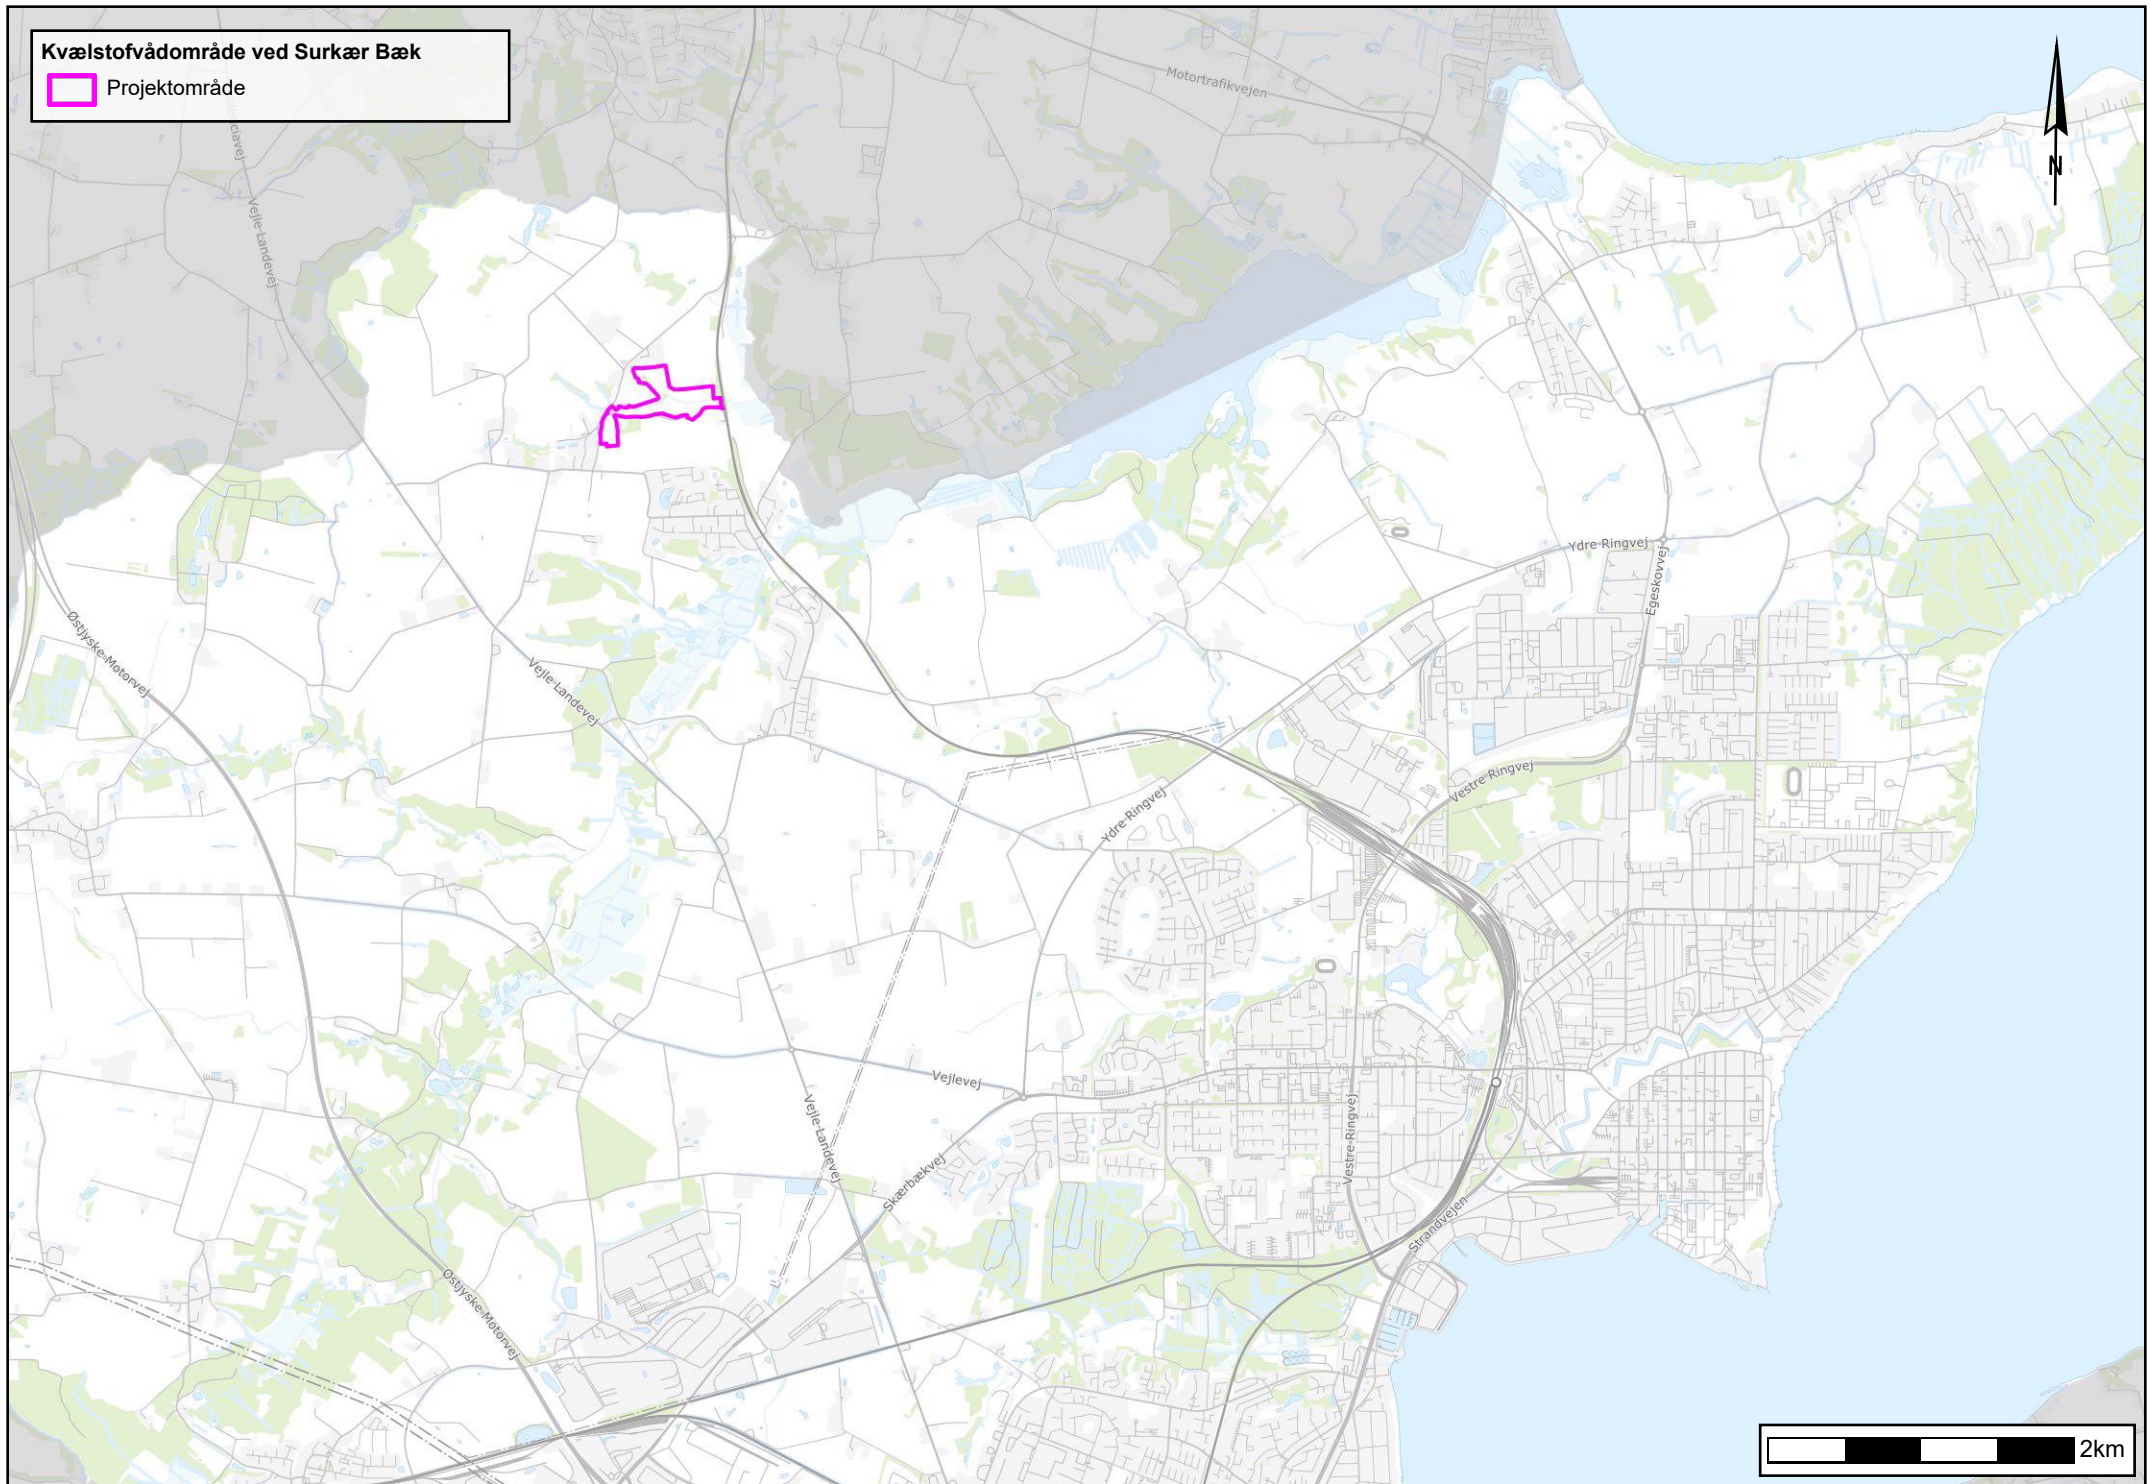 Kvælstofvådområde ved Surkær Bæk
Projektområde
Motortrafikvejen
N
Vejle Landevej
Ydre Ringvej
Egeskovvej
Østjyske Motorvej
Vejle Landevej
Vestre Ringvej
Ydre Ringvej
Vejlevej
Vejle Landevej
Vestre Ringvej
Skærbækvej
Strandvejen
Østjyske Motorvej
2km